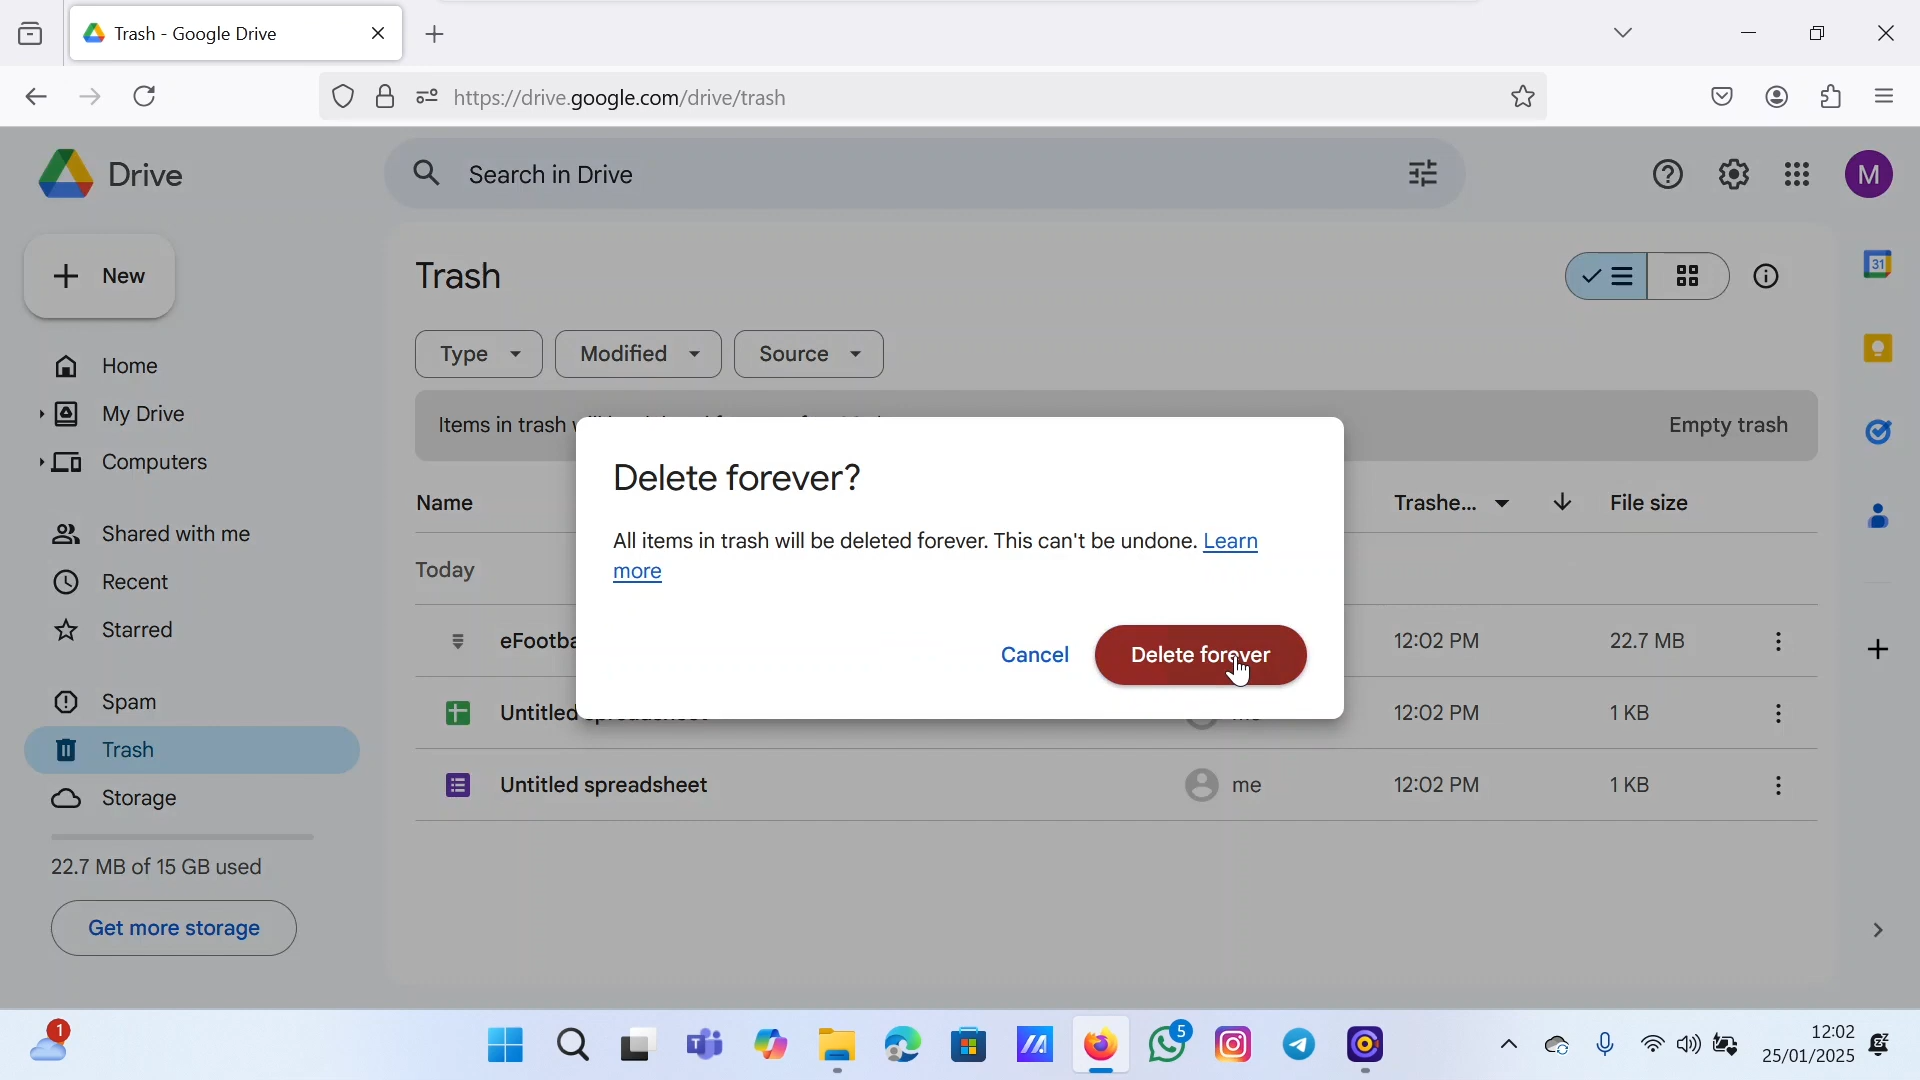 Trash - Google Drive
https://drive.google.com/drive/trash
Drive
Search in Drive
M
New
Home
My Drive
Computers
Shared with me
Recent
Starred
Spam
Trash
Storage
22.7 MB of 15 GB used
Get more storage
Trash
Type
Modified
Source
Items in trash
Empty trash
Name
Trashe...
File size
Today
12:02 PM
22.7 MB
Untitled
12:02 PM
1 KB
Untitled spreadsheet
me
12:02 PM
1 KB
Delete forever?
All items in trash will be deleted forever. This can't be undone. Learn
more
Cancel
Delete forever
31
1
5
12:02
25/01/2025